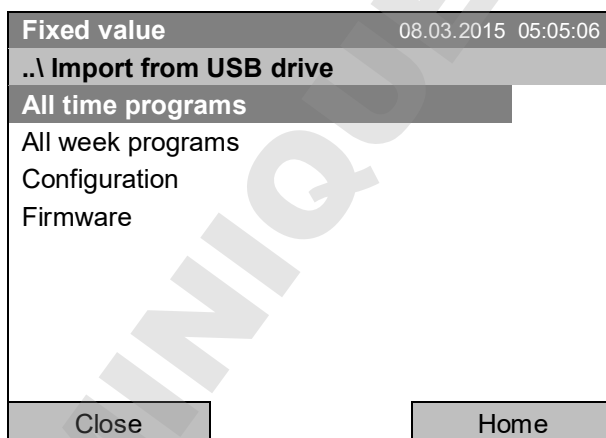 Fixed value 08.03.2015 05:05:06
..\ Import from USB drive
All time programs
All week programs
Configuration
Firmware
Close Home